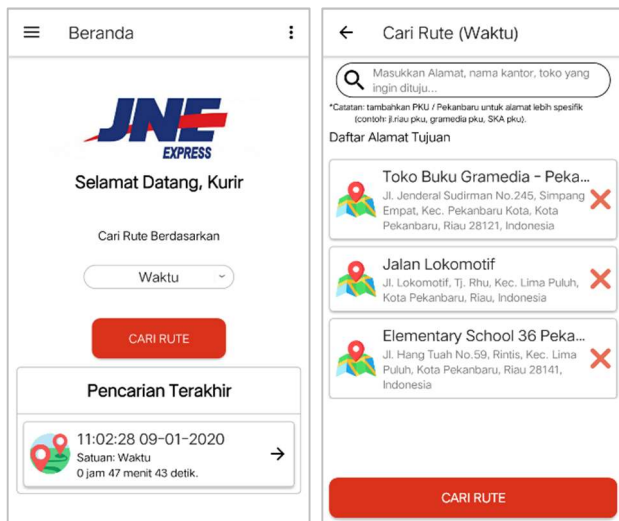 Beranda
JNE
EXPRESS
Selamat Datang, Kurir
Cari Rute Berdasarkan
Waktu
CARI RUTE
Pencarian Terakhir
11:02:28 09-01-2020
Satuan: Waktu
0 jam 47 menit 43 detik.
Cari Rute (Waktu)
Masukkan Alamat, nama kantor, toko yang
ingin dituju...
*Catatan: tambahkan PKU / Pekanbaru untuk alamat lebih spesifik
(contoh: jl.riau pku, gramedia pku, SKA pku).
Daftar Alamat Tujuan
Toko Buku Gramedia - Peka...
Jl. Jenderal Sudirman No.245, Simpang
Empat, Kec. Pekanbaru Kota, Kota
Pekanbaru, Riau 28121, Indonesia
Jalan Lokomotif
Jl. Lokomotif, Tj. Rhu, Kec. Lima Puluh,
Kota Pekanbaru, Riau, Indonesia
Elementary School 36 Peka...
Jl. Hang Tuah No.59, Rintis, Kec. Lima
Puluh, Kota Pekanbaru, Riau 28141,
Indonesia
CARI RUTE